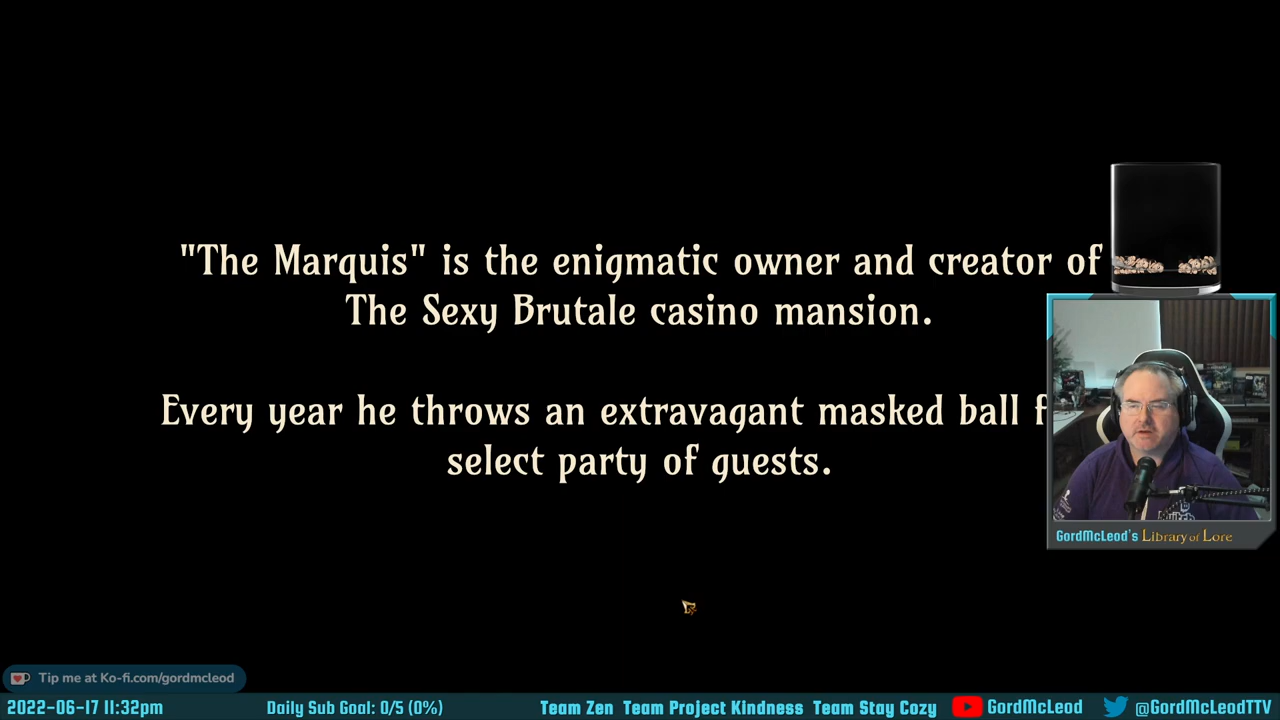 "The Marquis" is the enigmatic owner and creator of
The Sexy Brutale casino mansion.
Every year he throws an extravagant masked ball f
select party of guests.
GordMcLeod's Library of Lore
Tip me at Ko-fi.com/gordmcleod
2022-06-17 11:32pm Daily Sub Goal: 0/5 (0%) Team Zen Team Project Kindness Team Stay Cozy GordMcLeod @GordMcLeodTTV